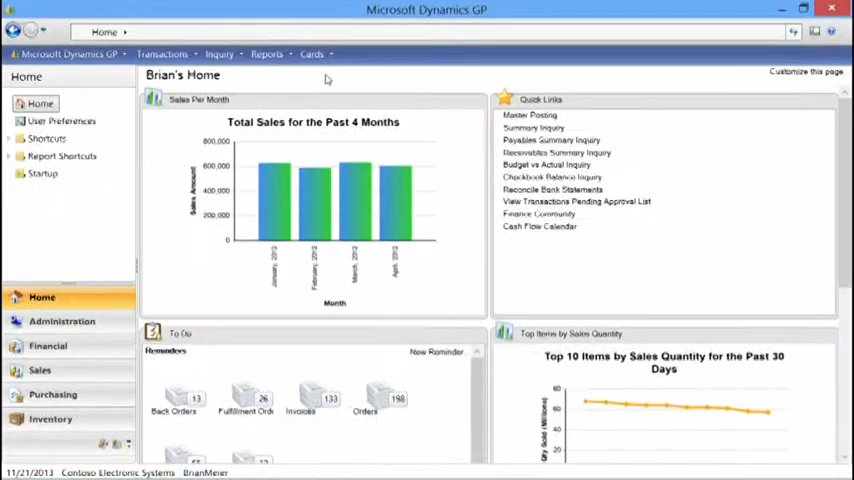 Microsoft Dynamics GP
Home
Microsoft Dynamics GP Transactions Inquiry Reports Cards
Home
Brian's Home
Customize this page
Home
User Preferences
Shortcuts
Report Shortcuts
Startup
Home
Administration
Financial
Sales
Purchasing
Inventory
Sales Per Month
Total Sales for the Past 4 Months
Sales Amount
800,000
600,000
400,000
200,000
0
January, 2012
February, 2012
March, 2012
April, 2012
Month
Quick Links
Master Posting
Summary Inquiry
Payables Summary Inquiry
Receivables Summary Inquiry
Budget vs Actual Inquiry
Checkbook Balance Inquiry
Reconcile Bank Statements
View Transactions Pending Approval List
Finance Community
Cash Flow Calendar
To Do
Reminders
New Reminder
13 26 133 198
Back Orders Fulfillment Orde Invoices Orders
Top Items by Sales Quantity
Top 10 Items by Sales Quantity for the Past 30
Days
Qty Sold (Millions)
80
60
40
20
11/21/2013 Contoso Electronic Systems BrianMeier